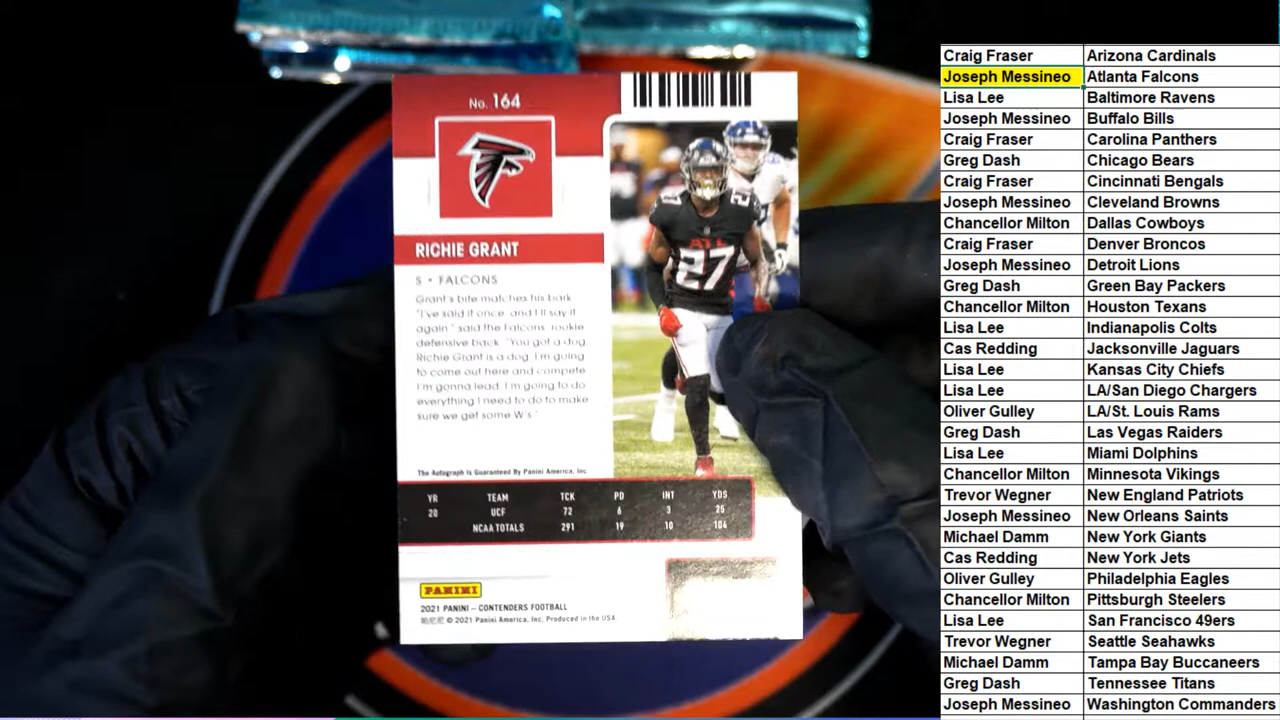 No. 164
RICHIE GRANT
S • FALCONS
Grant's bite matches his bark.
"I've said it once, and I'll say it
again," said the Falcons' rookie
defensive back. "You got a dog.
Richie Grant is a dog. I'm going
to come out here and compete.
I'm gonna lead. I'm going to do
everything I need to do to make
sure we get some W's."
The Autograph is Guaranteed By Panini America, Inc.
YR TEAM TCK PD INT YDS
20 UCF 72 6 3 25
NCAA TOTALS 291 19 10 104
PANINI
2021 PANINI – CONTENDERS FOOTBALL
帕尼尼 © 2021 Panini America, Inc. Produced in the USA.
ATL
27
Craig Fraser Arizona Cardinals
Joseph Messineo Atlanta Falcons
Lisa Lee Baltimore Ravens
Joseph Messineo Buffalo Bills
Craig Fraser Carolina Panthers
Greg Dash Chicago Bears
Craig Fraser Cincinnati Bengals
Joseph Messineo Cleveland Browns
Chancellor Milton Dallas Cowboys
Craig Fraser Denver Broncos
Joseph Messineo Detroit Lions
Greg Dash Green Bay Packers
Chancellor Milton Houston Texans
Lisa Lee Indianapolis Colts
Cas Redding Jacksonville Jaguars
Lisa Lee Kansas City Chiefs
Lisa Lee LA/San Diego Chargers
Oliver Gulley LA/St. Louis Rams
Greg Dash Las Vegas Raiders
Lisa Lee Miami Dolphins
Chancellor Milton Minnesota Vikings
Trevor Wegner New England Patriots
Joseph Messineo New Orleans Saints
Michael Damm New York Giants
Cas Redding New York Jets
Oliver Gulley Philadelphia Eagles
Chancellor Milton Pittsburgh Steelers
Lisa Lee San Francisco 49ers
Trevor Wegner Seattle Seahawks
Michael Damm Tampa Bay Buccaneers
Greg Dash Tennessee Titans
Joseph Messineo Washington Commanders